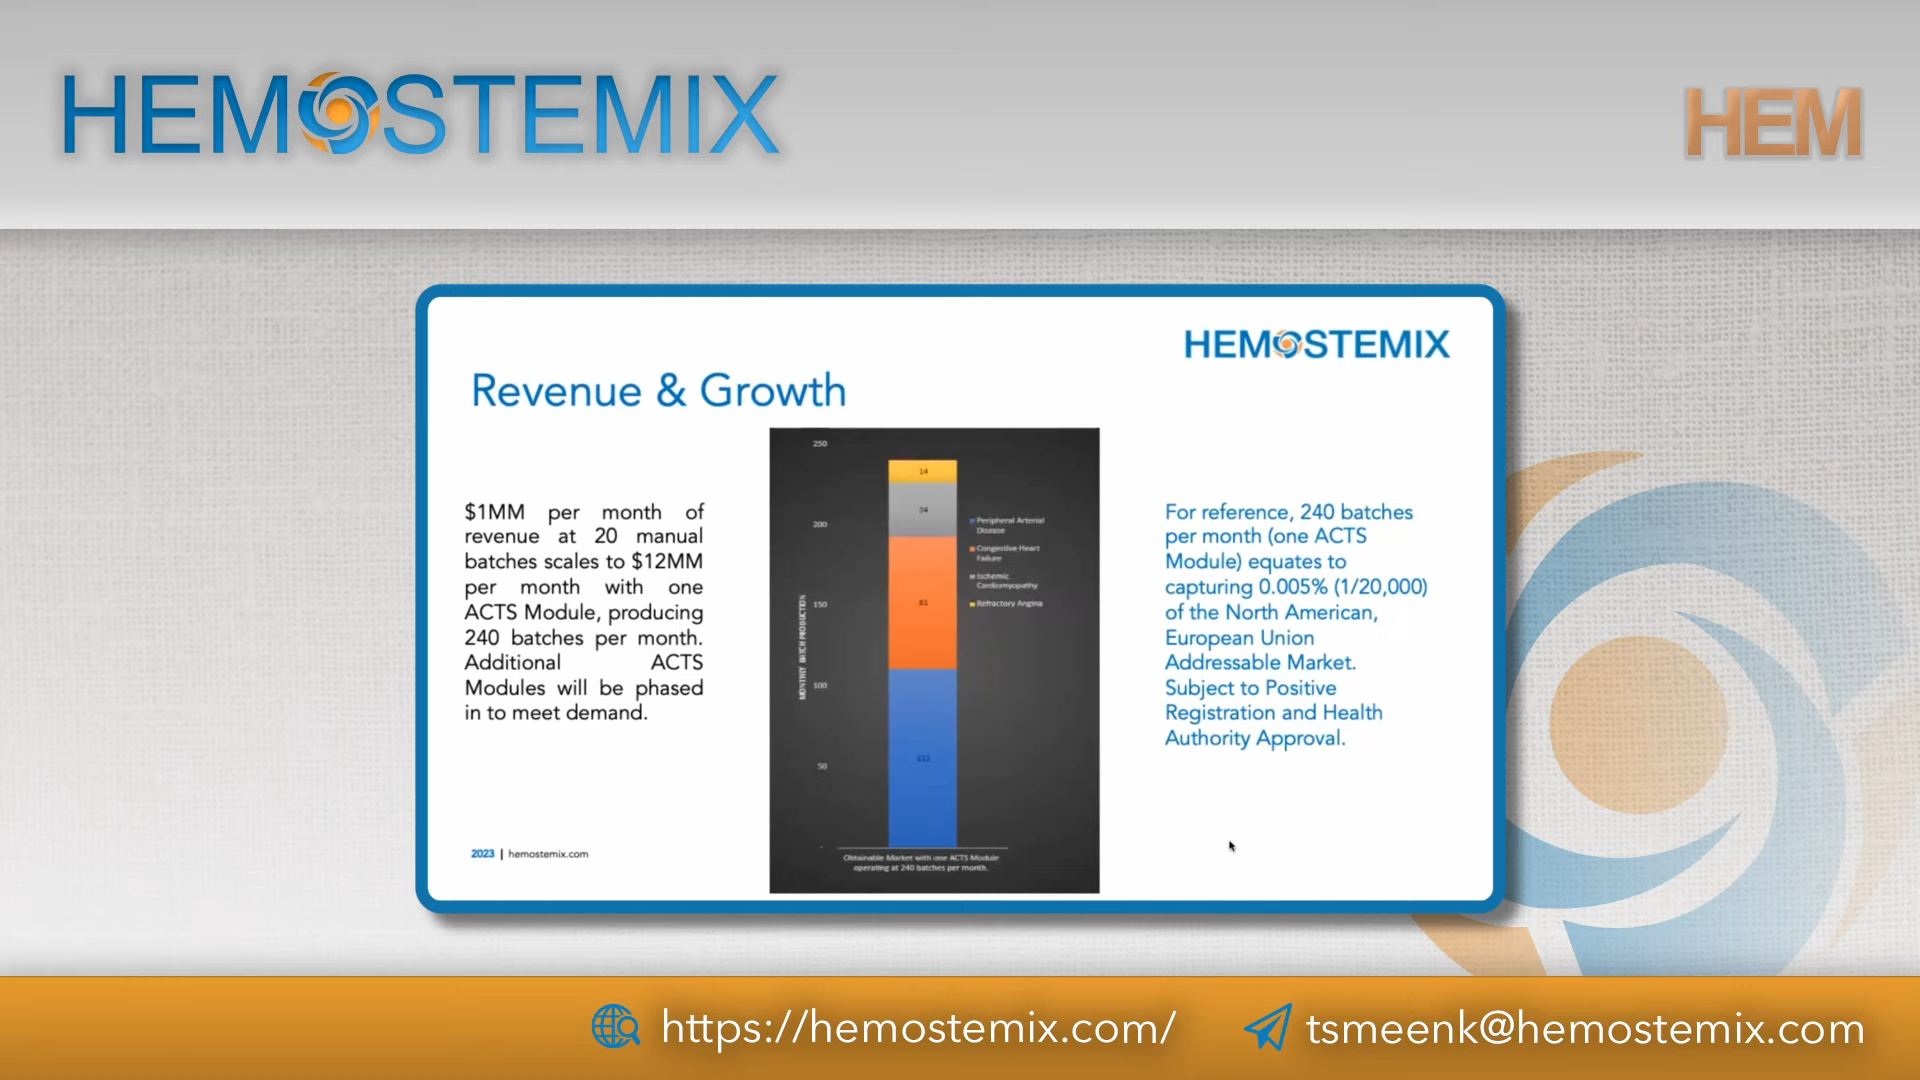 HEMOSTEMIX
HEM
HEMOSTEMIX
Revenue & Growth
$1MM per month of
revenue at 20 manual
batches scales to $12MM
per month with one
ACTS Module, producing
240 batches per month.
Additional ACTS
Modules will be phased
in to meet demand.
2023 | hemostemix.com
MONTHLY BATCH PRODUCTION
250
200
150
100
50
-
14
34
81
111
Peripheral Arterial
Disease
Congestive Heart
Failure
Ischemic
Cardiomyopathy
Refractory Angina
Obtainable Market with one ACTS Module
operating at 240 batches per month.
For reference, 240 batches
per month (one ACTS
Module) equates to
capturing 0.005% (1/20,000)
of the North American,
European Union
Addressable Market.
Subject to Positive
Registration and Health
Authority Approval.
https://hemostemix.com/
tsmeenk@hemostemix.com